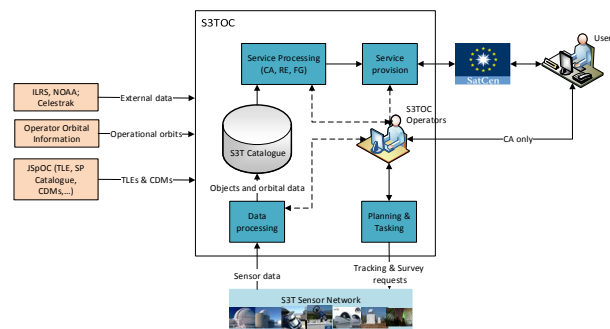 S3TOC
User
Service Processing
(CA, RE, FG)
Service
provision
SatCen
ILRS, NOAA;
Celestrak
External data
S3TOC
Operators
Operator Orbital
Information
Operational orbits
S3T Catalogue
CA only
JSpOC (TLE, SP
Catalogue,
CDMs,...)
TLEs & CDMs
Objects and orbital data
Data
processing
Planning &
Tasking
Sensor data
Tracking & Survey
requests
S3T Sensor Network